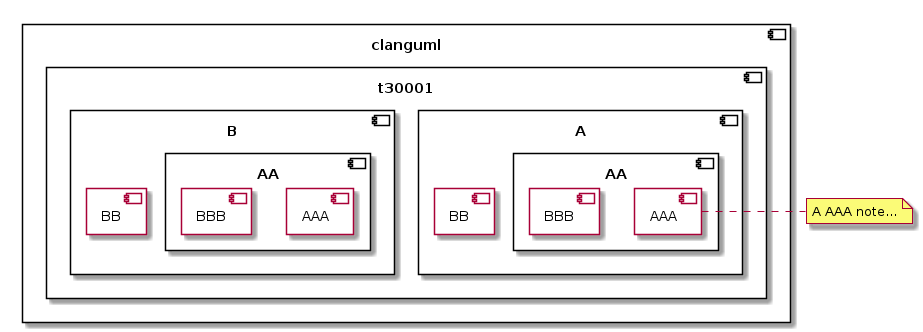 clanguml
t30001
B
A
AA
AA
BB
BBB
AAA
BB
BBB
AAA
A AAA note...